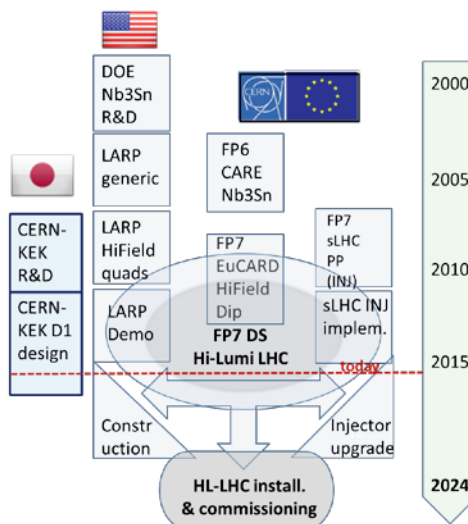 DOE
Nb3Sn
R&D
LARP
generic
LARP
HiField
quads
LARP
Demo
Constr
uction
CERN-
KEK
R&D
CERN-
KEK D1
design
CERN
FP6
CARE
Nb3Sn
FP7
EuCARD
HiField
Dip
FP7 DS
Hi-Lumi LHC
FP7
sLHC
PP
(INJ)
sLHC INJ
implem.
today
Injector
upgrade
HL-LHC install.
& commissioning
2000
2005
2010
2015
2024